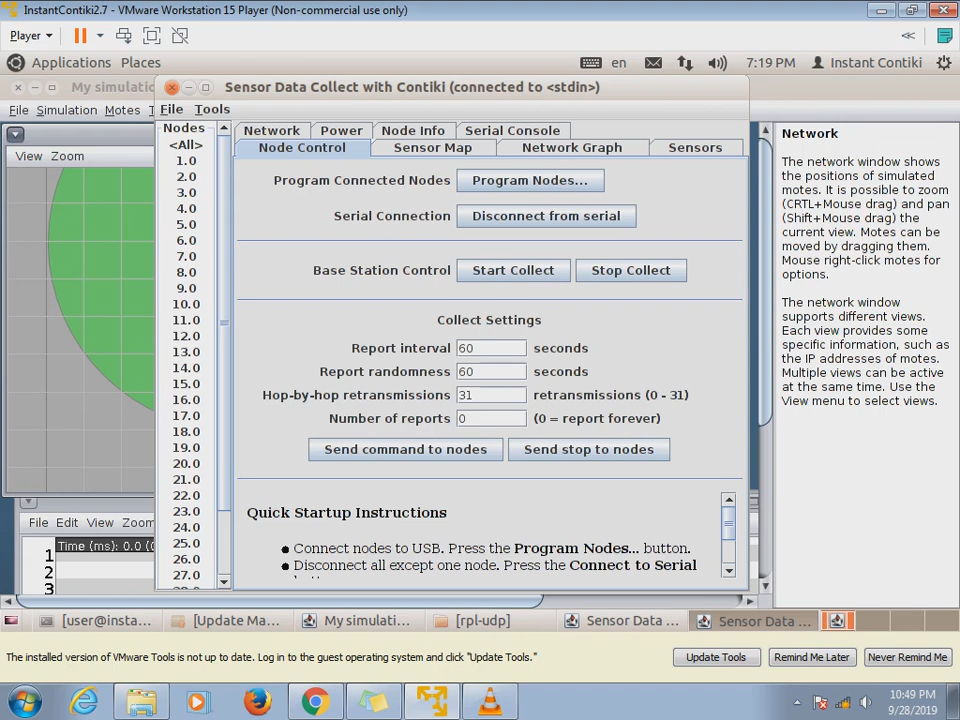 InstantContiki2.7 - VMware Workstation 15 Player (Non-commercial use only)
Player
Applications Places en 7:19 PM Instant Contiki
My simulati
Sensor Data Collect with Contiki (connected to <stdin>)
File Simulation Motes T
File Tools
View Zoom
Nodes
<All>
1.0
2.0
3.0
4.0
5.0
6.0
7.0
8.0
9.0
10.0
11.0
12.0
13.0
14.0
15.0
16.0
17.0
18.0
19.0
20.0
21.0
22.0
23.0
24.0
25.0
26.0
27.0
Network Power Node Info Serial Console
Node Control Sensor Map Network Graph Sensors
Program Connected Nodes Program Nodes...
Serial Connection Disconnect from serial
Base Station Control Start Collect Stop Collect
Collect Settings
Report interval 60 seconds
Report randomness 60 seconds
Hop-by-hop retransmissions 31 retransmissions (0 - 31)
Number of reports 0 (0 = report forever)
Send command to nodes Send stop to nodes
Quick Startup Instructions
Connect nodes to USB. Press the Program Nodes... button.
Disconnect all except one node. Press the Connect to Serial
Network
The network window shows
the positions of simulated
motes. It is possible to zoom
(CRTL+Mouse drag) and pan
(Shift+Mouse drag) the
current view. Motes can be
moved by dragging them.
Mouse right-click motes for
options.
The network window
supports different views.
Each view provides some
specific information, such as
the IP addresses of motes.
Multiple views can be active
at the same time. Use the
View menu to select views.
File Edit View Zoom
Time (ms): 0.0 (0
1
2
3
[user@insta... [Update Ma... My simulati... [rpl-udp] Sensor Data ... Sensor Data ...
The installed version of VMware Tools is not up to date. Log in to the guest operating system and click "Update Tools."
Update Tools Remind Me Later Never Remind Me
10:49 PM
9/28/2019